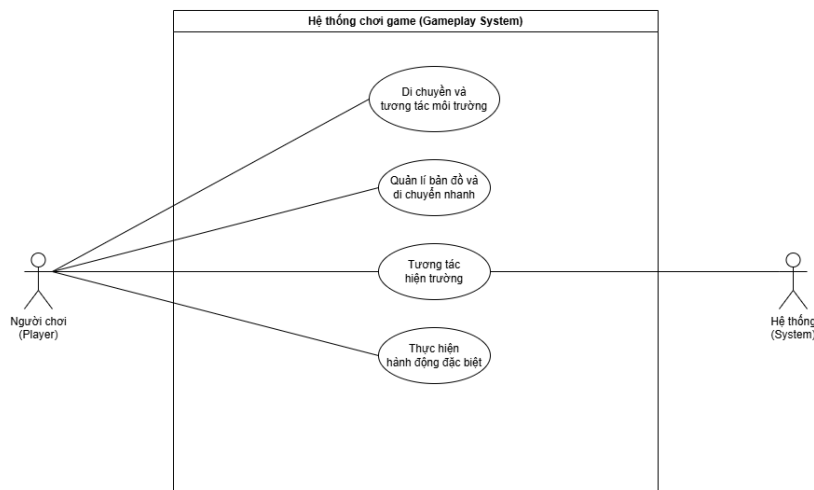 Hệ thống chơi game (Gameplay System)
Di chuyển và
tương tác môi trường
Quản lí bản đồ và
di chuyển nhanh
Tương tác
hiện trường
Người chơi
(Player)
Hệ thống
(System)
Thực hiện
hành động đặc biệt